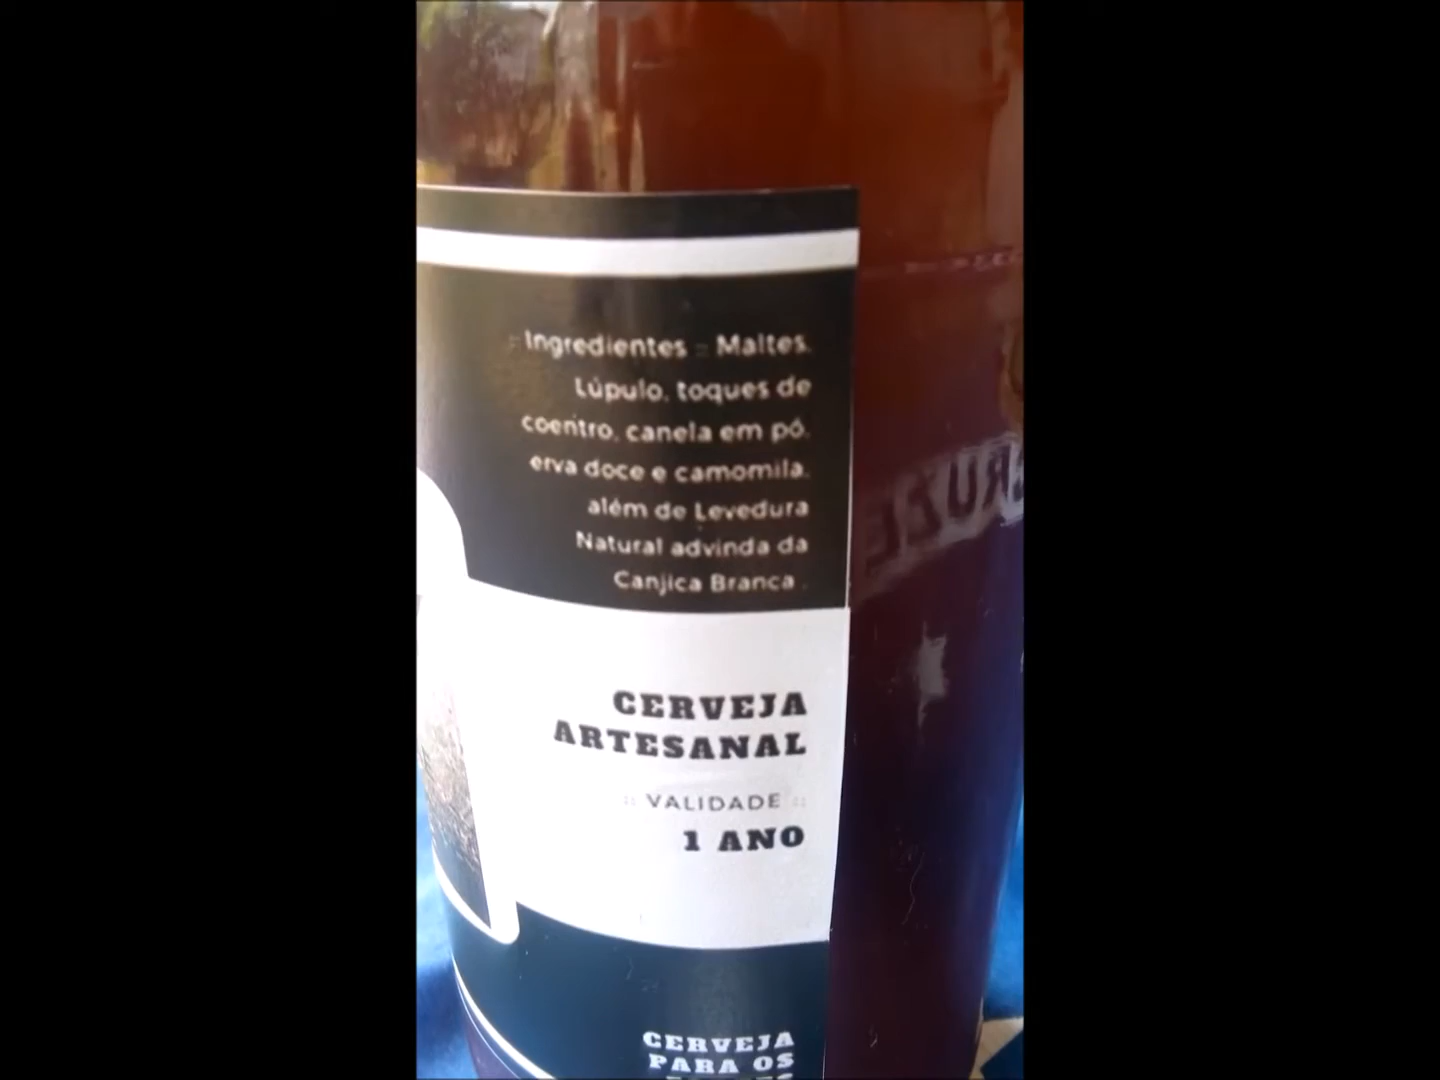 :: Ingredientes :: Maltes,
Lúpulo, toques de
coentro, canela em pó,
erva doce e camomila,
além de Levedura
Natural advinda da
Canjica Branca .
CERVEJA
ARTESANAL
:: VALIDADE ::
1 ANO
CERVEJA
PARA OS